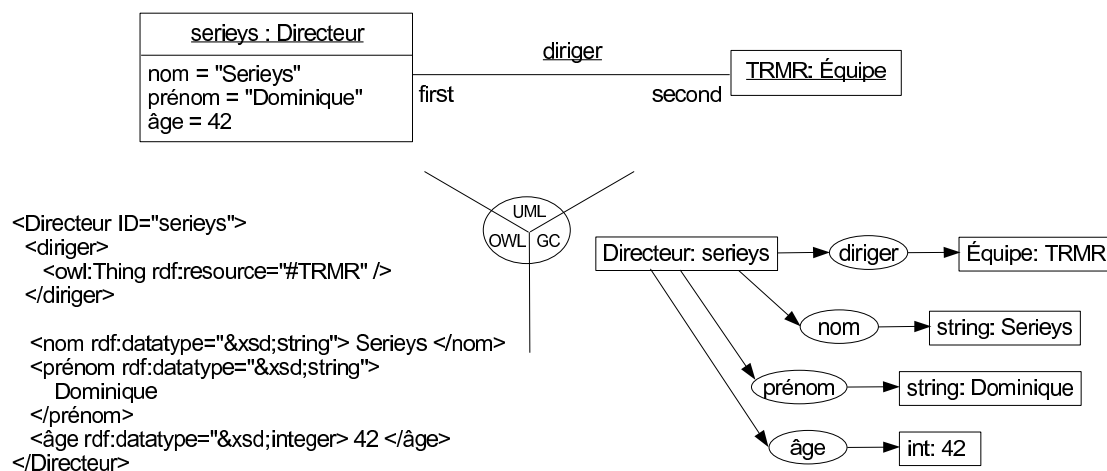 serieys : Directeur
nom = "Serieys"
prénom = "Dominique"
âge = 42
diriger
first
second
TRMR: Équipe
UML
OWL
GC
<Directeur ID="serieys">
<diriger>
<owl:Thing rdf:resource="#TRMR" />
</diriger>
<nom rdf:datatype="&xsd;string"> Serieys </nom>
<prénom rdf:datatype="&xsd;string">
Dominique
</prénom>
<âge rdf:datatype="&xsd;integer> 42 </âge>
</Directeur>
Directeur: serieys
diriger
Équipe: TRMR
nom
string: Serieys
prénom
string: Dominique
âge
int: 42